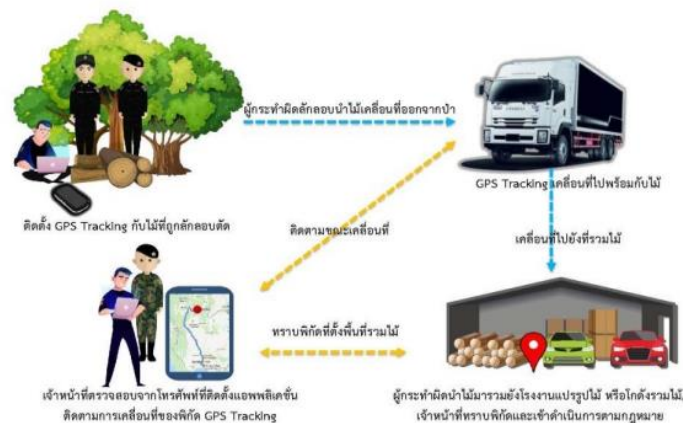 ผู้กระทำผิดลักลอบนำไม้เคลื่อนที่ออกจากป่า
GPS Tracking เคลื่อนที่ไปพร้อมกับไม้
ติดตั้ง GPS Tracking กับไม้ที่ถูกลักลอบตัด
ติดตามขณะเคลื่อนที่
เคลื่อนที่ไปยังที่รวมไม้
ทราบพิกัดที่ตั้งพื้นที่รวมไม้
เจ้าหน้าที่ตรวจสอบจากโทรศัพท์ที่ติดตั้งแอพพลิเคชั่น
ติดตามการเคลื่อนที่ของพิกัด GPS Tracking
ผู้กระทำผิดนำไม้มารวมยังโรงงานแปรรูปไม้ หรือโกดังรวมไม้/
เจ้าหน้าที่ทราบพิกัดและเข้าดำเนินการตามกฎหมาย